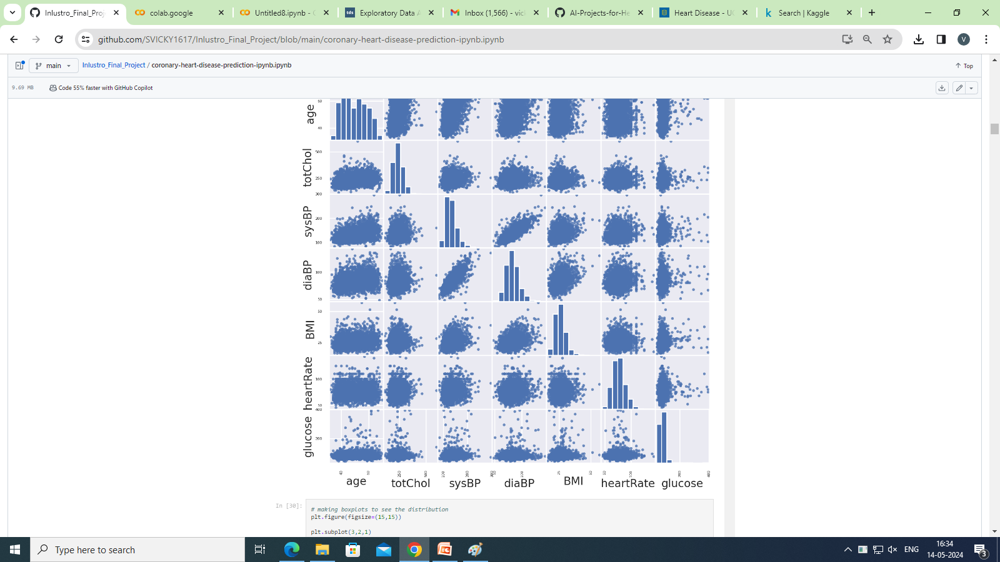 Inlustro_Final_Proj
colab.google
Untitled8.ipynb - C
tds
Exploratory Data A
Inbox (1,566) - vick
AI-Projects-for-He
Heart Disease - UC
k
Search | Kaggle
github.com/SVICKY1617/Inlustro_Final_Project/blob/main/coronary-heart-disease-prediction-ipynb.ipynb
V
main
Inlustro_Final_Project / coronary-heart-disease-prediction-ipynb.ipynb
Top
9.69 MB
Code 55% faster with GitHub Copilot
age
60
40
totChol
500
250
sysBP
300
200
100
diaBP
100
50
BMI
50
25
heartRate
100
50
glucose
400
200
40
60
250
500
100
200
300
50
100
25
50
50
100
200
400
age
totChol
sysBP
diaBP
BMI
heartRate
glucose
In [30]:
# making boxplots to see the distribution
plt.figure(figsize=(15,15))
plt.subplot(3,2,1)
Type here to search
ENG
16:34
14-05-2024
3